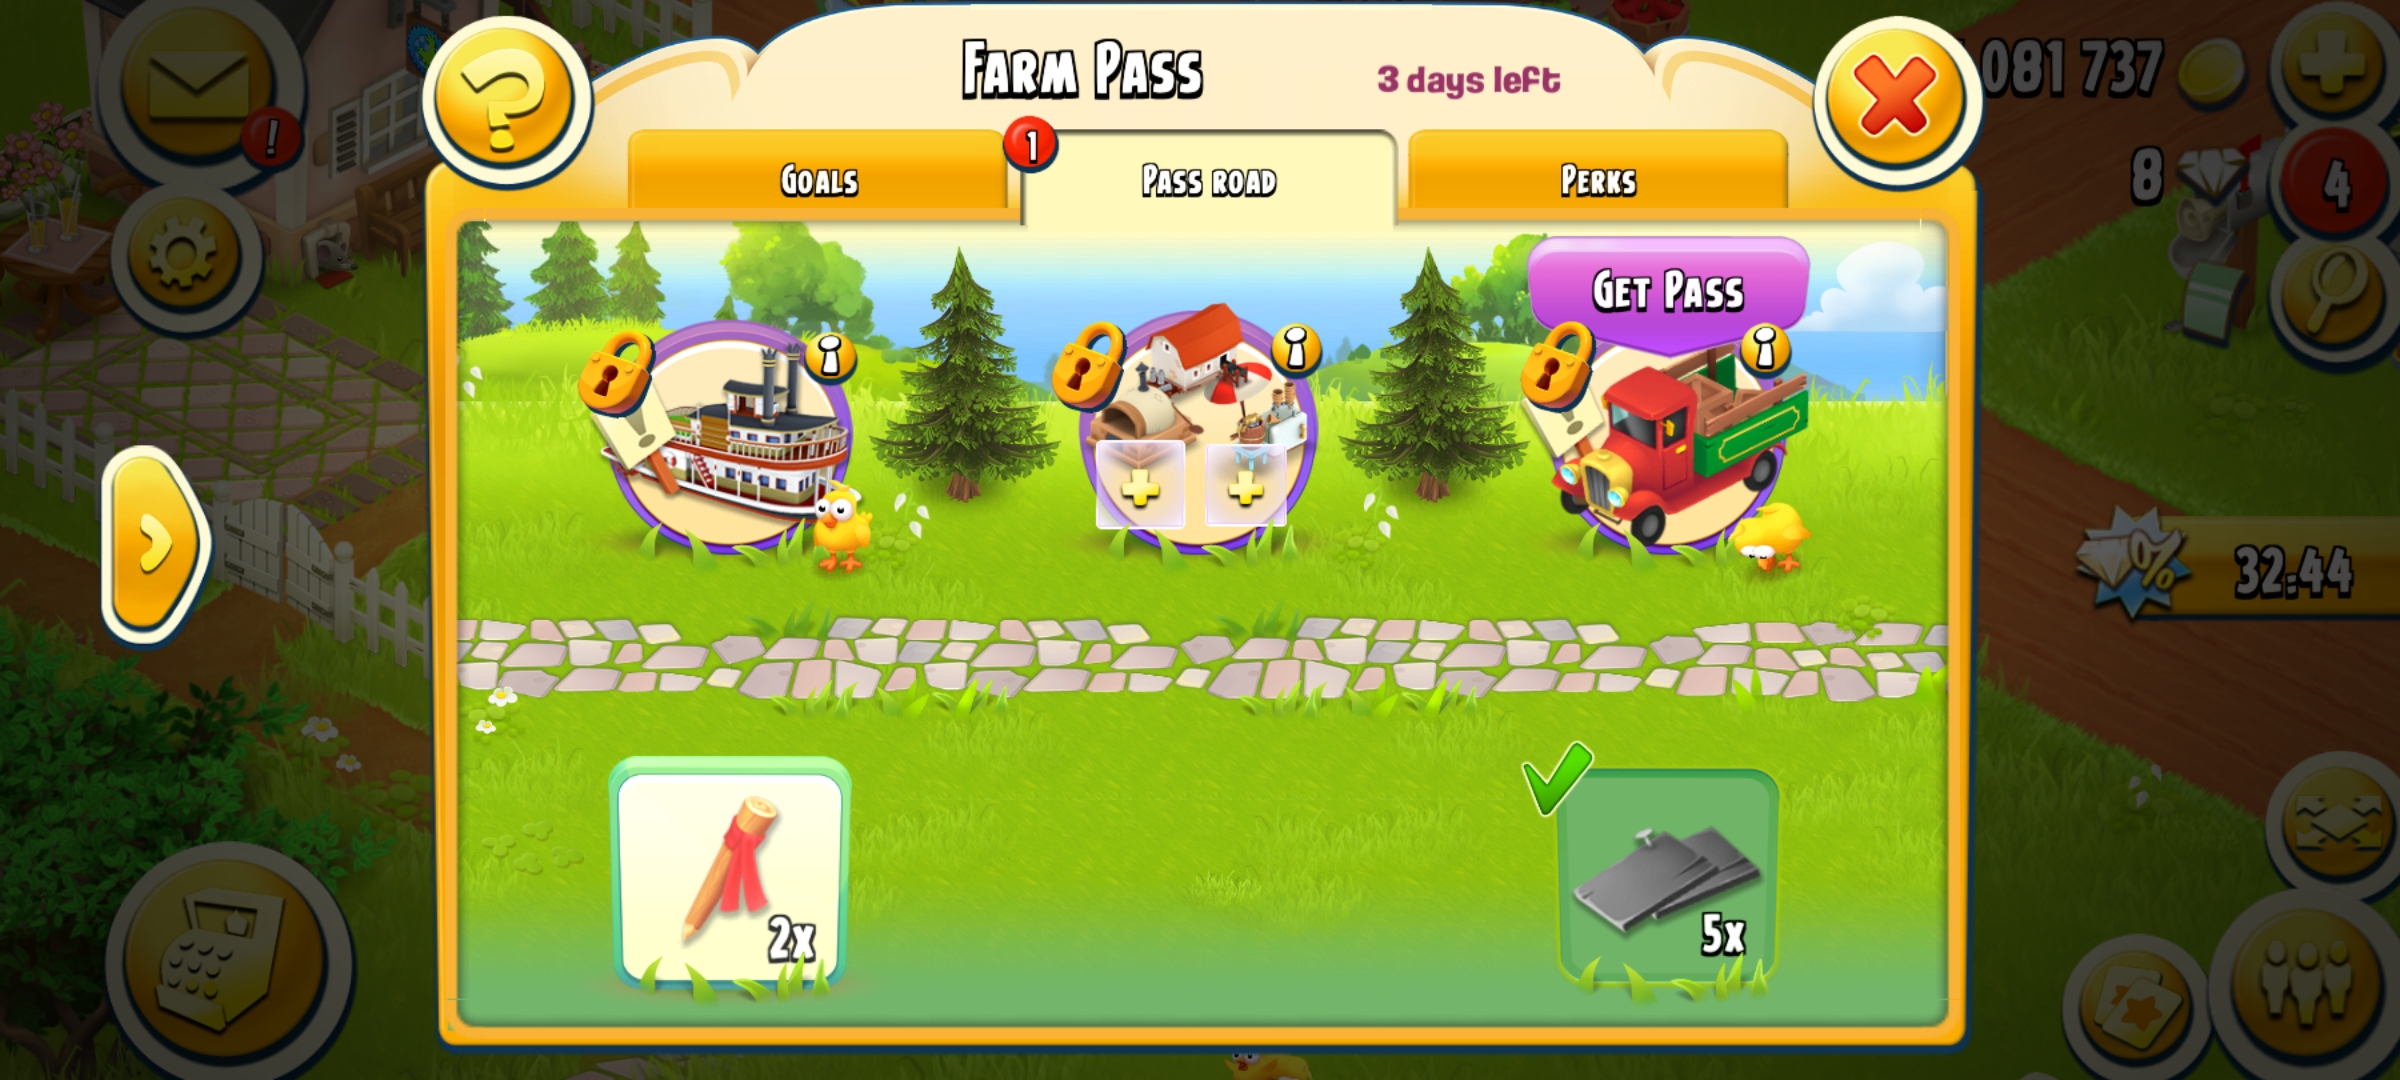 FARM PASS
3 days left
081 737
GOALS
1
PASS ROAD
PERKS
8
4
!
GET PASS
i
i
i
%
32:44
2x
5x